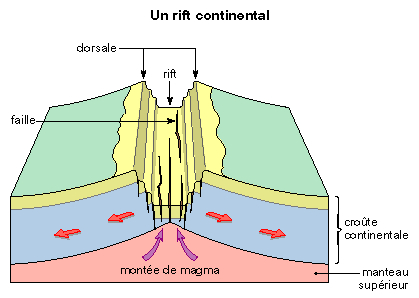 Un rift continental
dorsale
rift
faille
croûte
continentale
montée de magma
manteau
supérieur